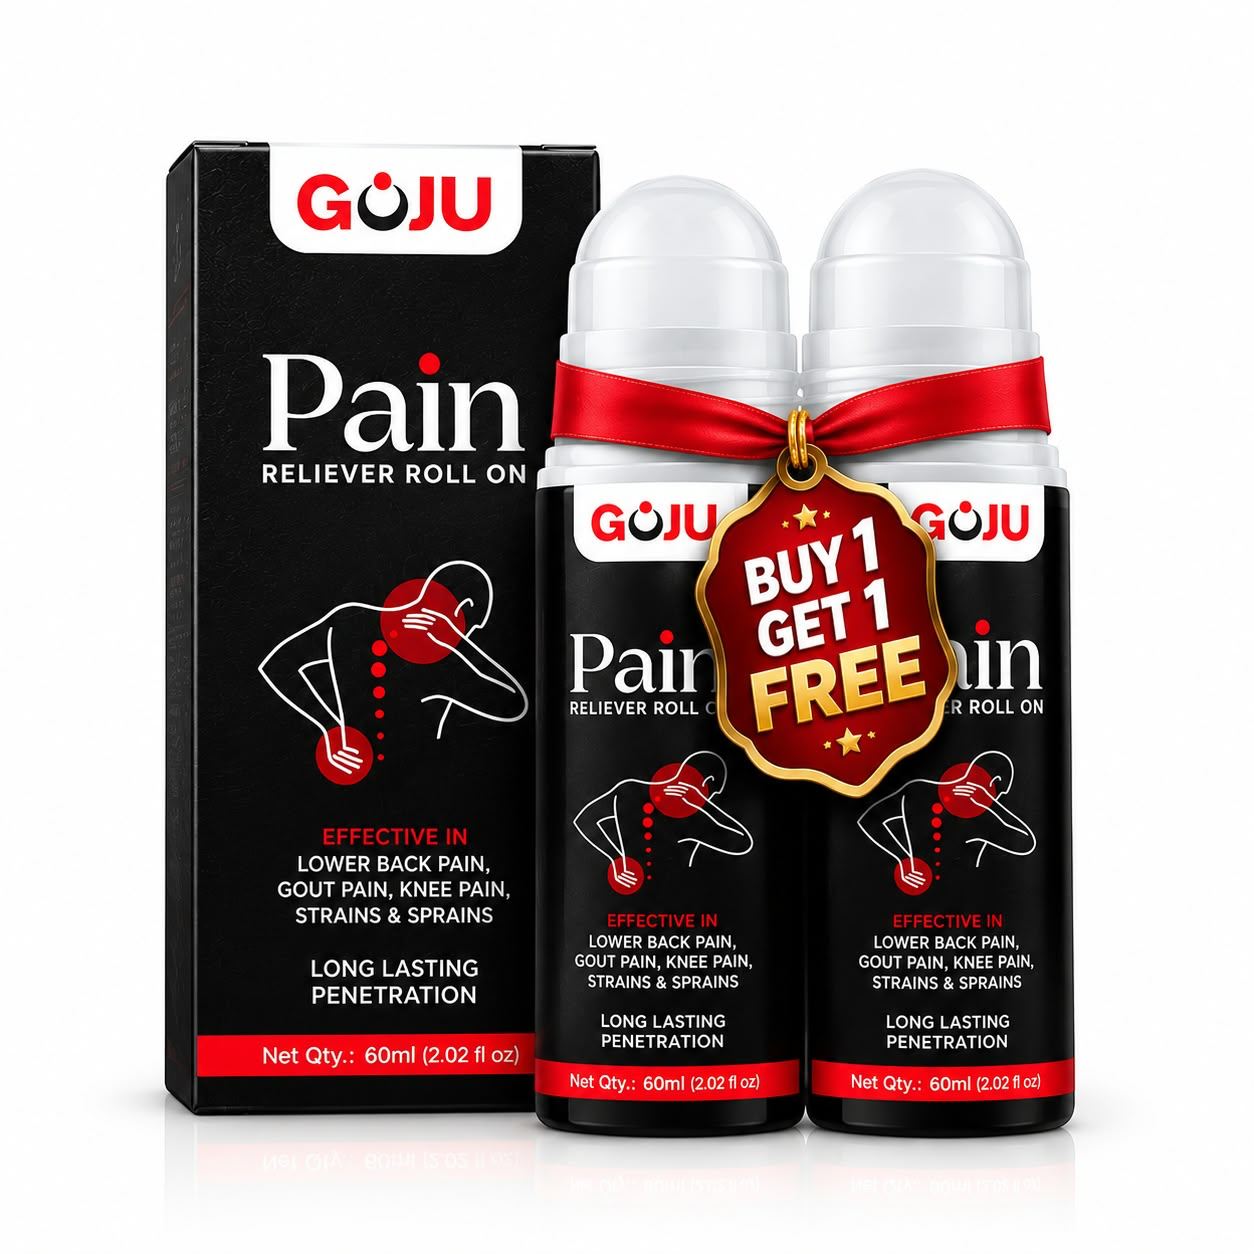 GOJU
Pain
RELIEVER ROLL ON
EFFECTIVE IN
LOWER BACK PAIN,
GOUT PAIN, KNEE PAIN,
STRAINS & SPRAINS
LONG LASTING
PENETRATION
Net Qty.: 60ml (2.02 fl oz)
GOJU
Pain
RELIEVER ROLL
EFFECTIVE IN
LOWER BACK PAIN,
GOUT PAIN, KNEE PAIN,
STRAINS & SPRAINS
LONG LASTING
PENETRATION
Net Qty.: 60ml (2.02 fl oz)
BUY 1
GET 1
FREE
GOJU
ain
ER ROLL ON
EFFECTIVE IN
LOWER BACK PAIN,
GOUT PAIN, KNEE PAIN,
STRAINS & SPRAINS
LONG LASTING
PENETRATION
Net Qty.: 60ml (2.02 fl oz)